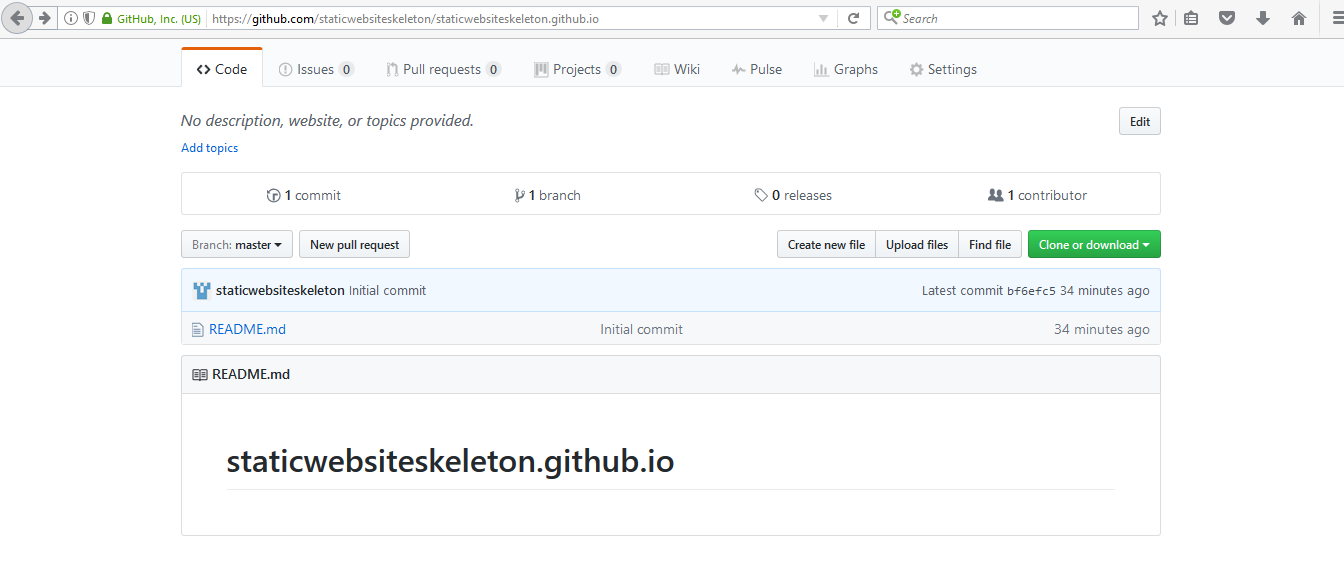 GitHub, Inc. (US) https://github.com/staticwebsiteskeleton/staticwebsiteskeleton.github.io Search
Code Issues 0 Pull requests 0 Projects 0 Wiki Pulse Graphs Settings
No description, website, or topics provided. Edit
Add topics
1 commit 1 branch 0 releases 1 contributor
Branch: master New pull request Create new file Upload files Find file Clone or download
staticwebsiteskeleton Initial commit Latest commit bf6efc5 34 minutes ago
README.md Initial commit 34 minutes ago
README.md
staticwebsiteskeleton.github.io